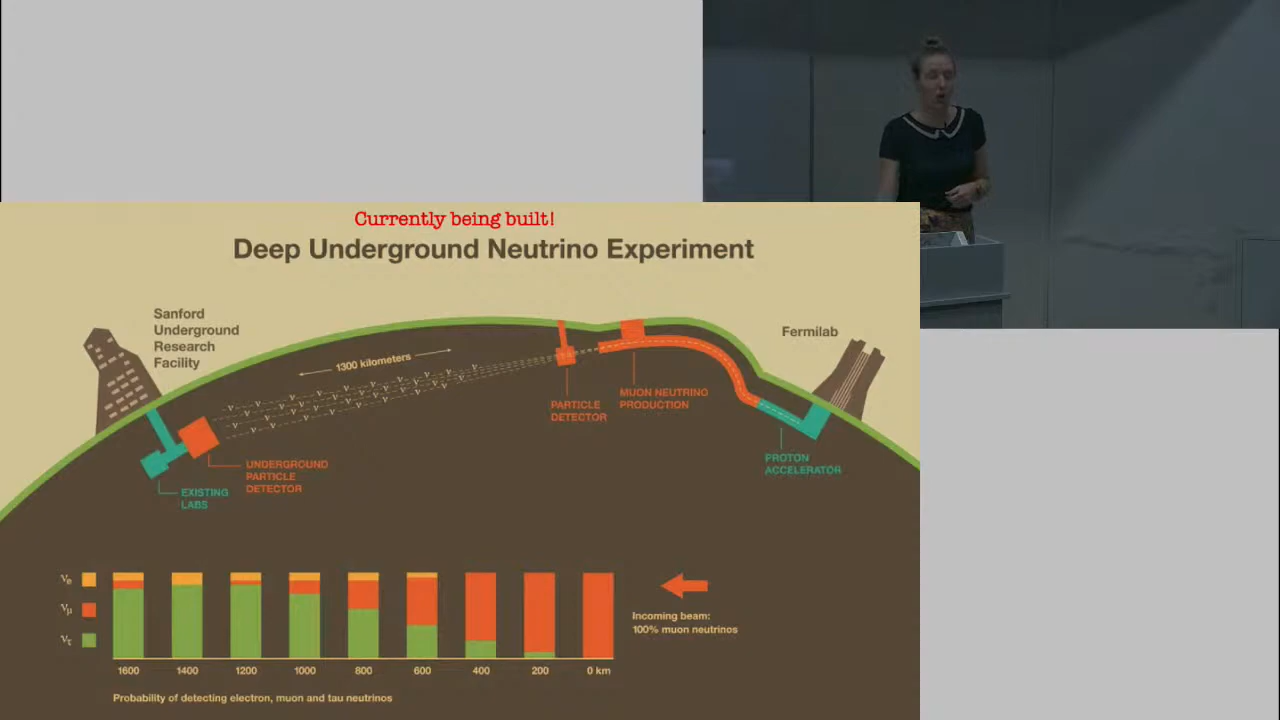 Currently being built!
Deep Underground Neutrino Experiment
Sanford
Underground
Research
Facility
Fermilab
1300 kilometers
ν ν ν ν ν ν ν
PARTICLE
DETECTOR
MUON NEUTRINO
PRODUCTION
PROTON
ACCELERATOR
UNDERGROUND
PARTICLE
DETECTOR
EXISTING
LABS
νe
νμ
ντ
Incoming beam:
100% muon neutrinos
1600 1400 1200 1000 800 600 400 200 0 km
Probability of detecting electron, muon and tau neutrinos